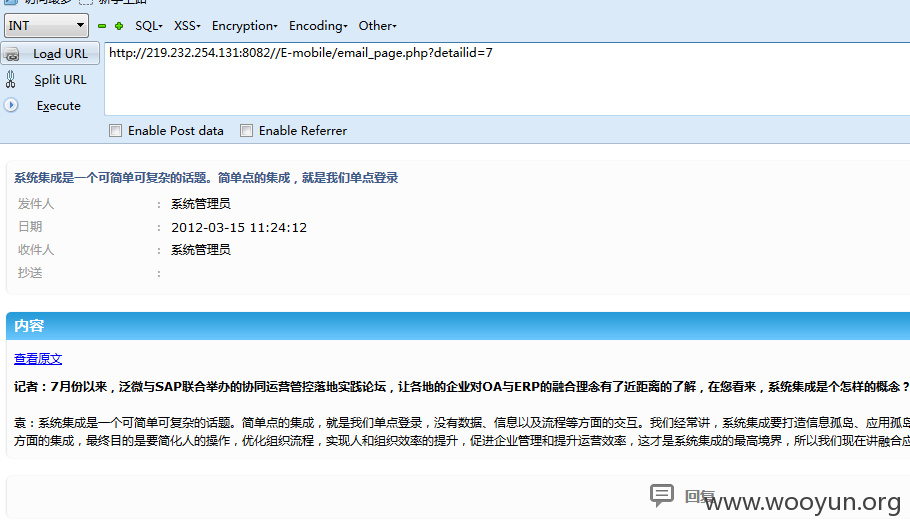 INT
SQL- XSS- Encryption- Encoding- Other-
Load URL
http://219.232.254.131:8082//E-mobile/email_page.php?detailid=7
Split URL
Execute
Enable Post data Enable Referrer
系统集成是一个可简单可复杂的话题。简单点的集成，就是我们单点登录
发件人 : 系统管理员
日期 : 2012-03-15 11:24:12
收件人 : 系统管理员
抄送 :
内容
查看原文
记者：7月份以来，泛微与SAP联合举办的协同运营管控落地实践论坛，让各地的企业对OA与ERP的融合理念有了近距离的了解，在您看来，系统集成是个怎样的概念？
袁：系统集成是一个可简单可复杂的话题。简单点的集成，就是我们单点登录，没有数据、信息以及流程等方面的交互。我们经常讲，系统集成要打造信息孤岛、应用孤岛
方面的集成，最终目的是要简化人的操作，优化组织流程，实现人和组织效率的提升，促进企业管理和提升运营效率，这才是系统集成的最高境界，所以我们现在讲融合应
回复
www.wooyun.org